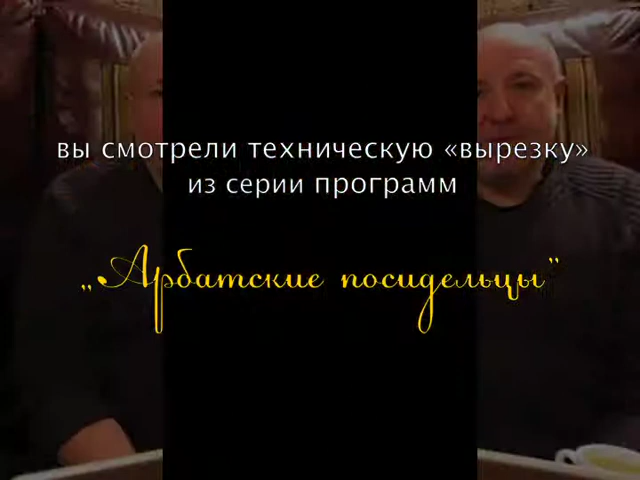 вы смотрели техническую «вырезку»
из серии программ
„Арбатские посидельцы”